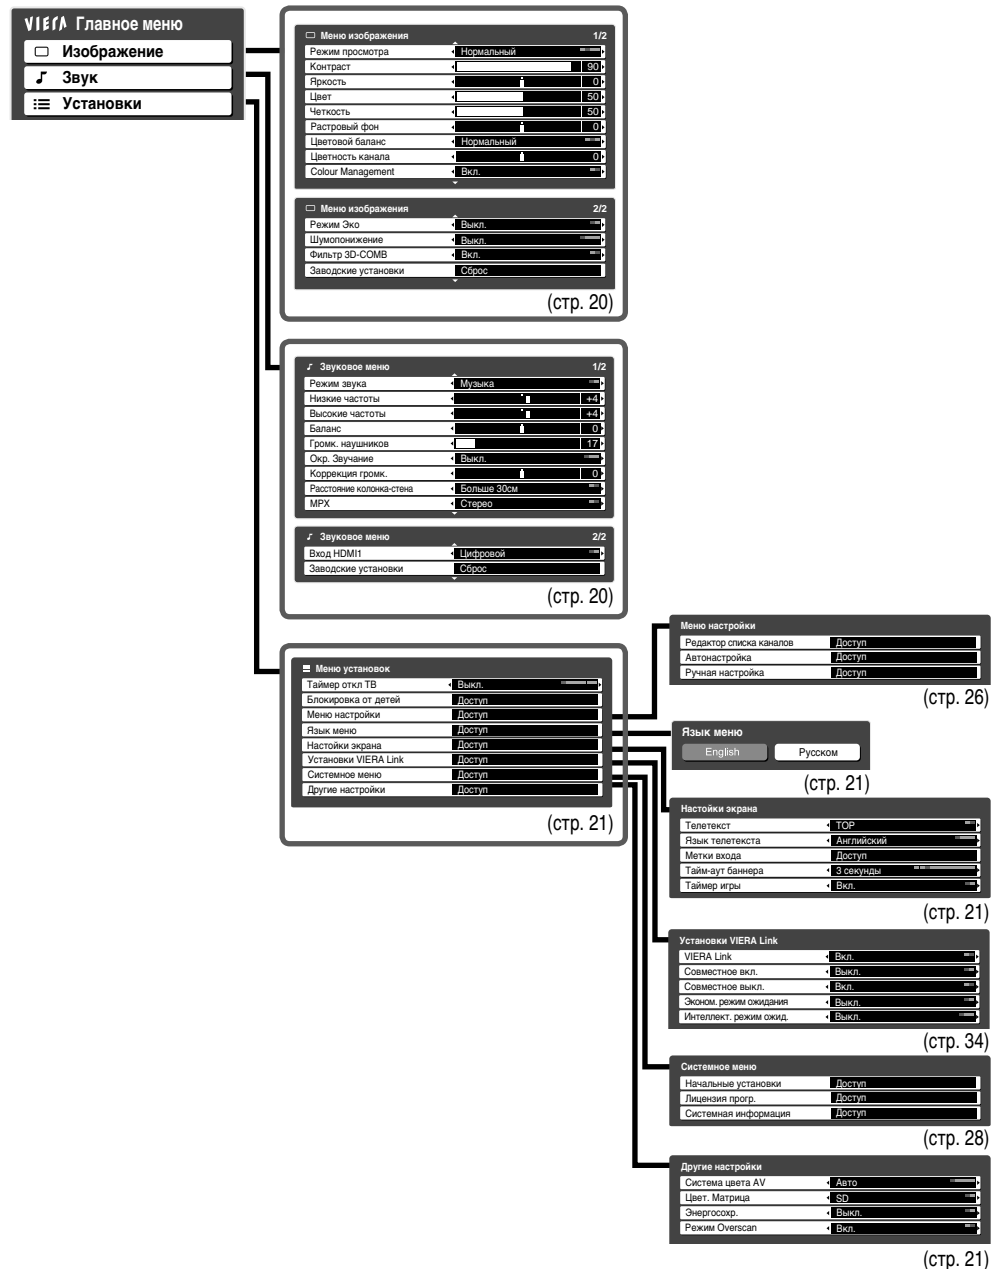 VIERA Главное меню
Изображение
Звук
Установки
Меню изображения 1/2
Режим просмотра Нормальный
Контраст 90
Яркость 0
Цвет 50
Четкость 50
Растровый фон 0
Цветовой баланс Нормальный
Цветность канала 0
Colour Management Вкл.
Меню изображения 2/2
Режим Эко Выкл.
Шумопонижение Выкл.
Фильтр 3D-COMB Вкл.
Заводские установки Сброс
(стр. 20)
Звуковое меню 1/2
Режим звука Музыка
Низкие частоты +4
Высокие частоты +4
Баланс 0
Громк. наушников 17
Окр. Звучание Выкл.
Коррекция громк. 0
Расстояние колонка-стена Больше 30см
MPX Стерео
Звуковое меню 2/2
Вход HDMI1 Цифровой
Заводские установки Сброс
(стр. 20)
Меню установок
Таймер откл ТВ Выкл.
Блокировка от детей Доступ
Меню настройки Доступ
Язык меню Доступ
Настойки экрана Доступ
Установки VIERA Link Доступ
Системное меню Доступ
Другие настройки Доступ
(стр. 21)
Меню настройки
Редактор списка каналов Доступ
Автонастройка Доступ
Ручная настройка Доступ
(стр. 26)
Язык меню
English Русском
(стр. 21)
Настойки экрана
Телетекст TOP
Язык телетекста Английский
Метки входа Доступ
Тайм-аут баннера 3 секунды
Таймер игры Вкл.
(стр. 21)
Установки VIERA Link
VIERA Link Вкл.
Совместное вкл. Выкл.
Совместное выкл. Вкл.
Эконом. режим ожидания Выкл.
Интеллект. режим ожид. Выкл.
(стр. 34)
Системное меню
Начальные установки Доступ
Лицензия прогр. Доступ
Системная информация Доступ
(стр. 28)
Другие настройки
Система цвета AV Авто
Цвет. Матрица SD
Энергосохр. Выкл.
Режим Overscan Вкл.
(стр. 21)